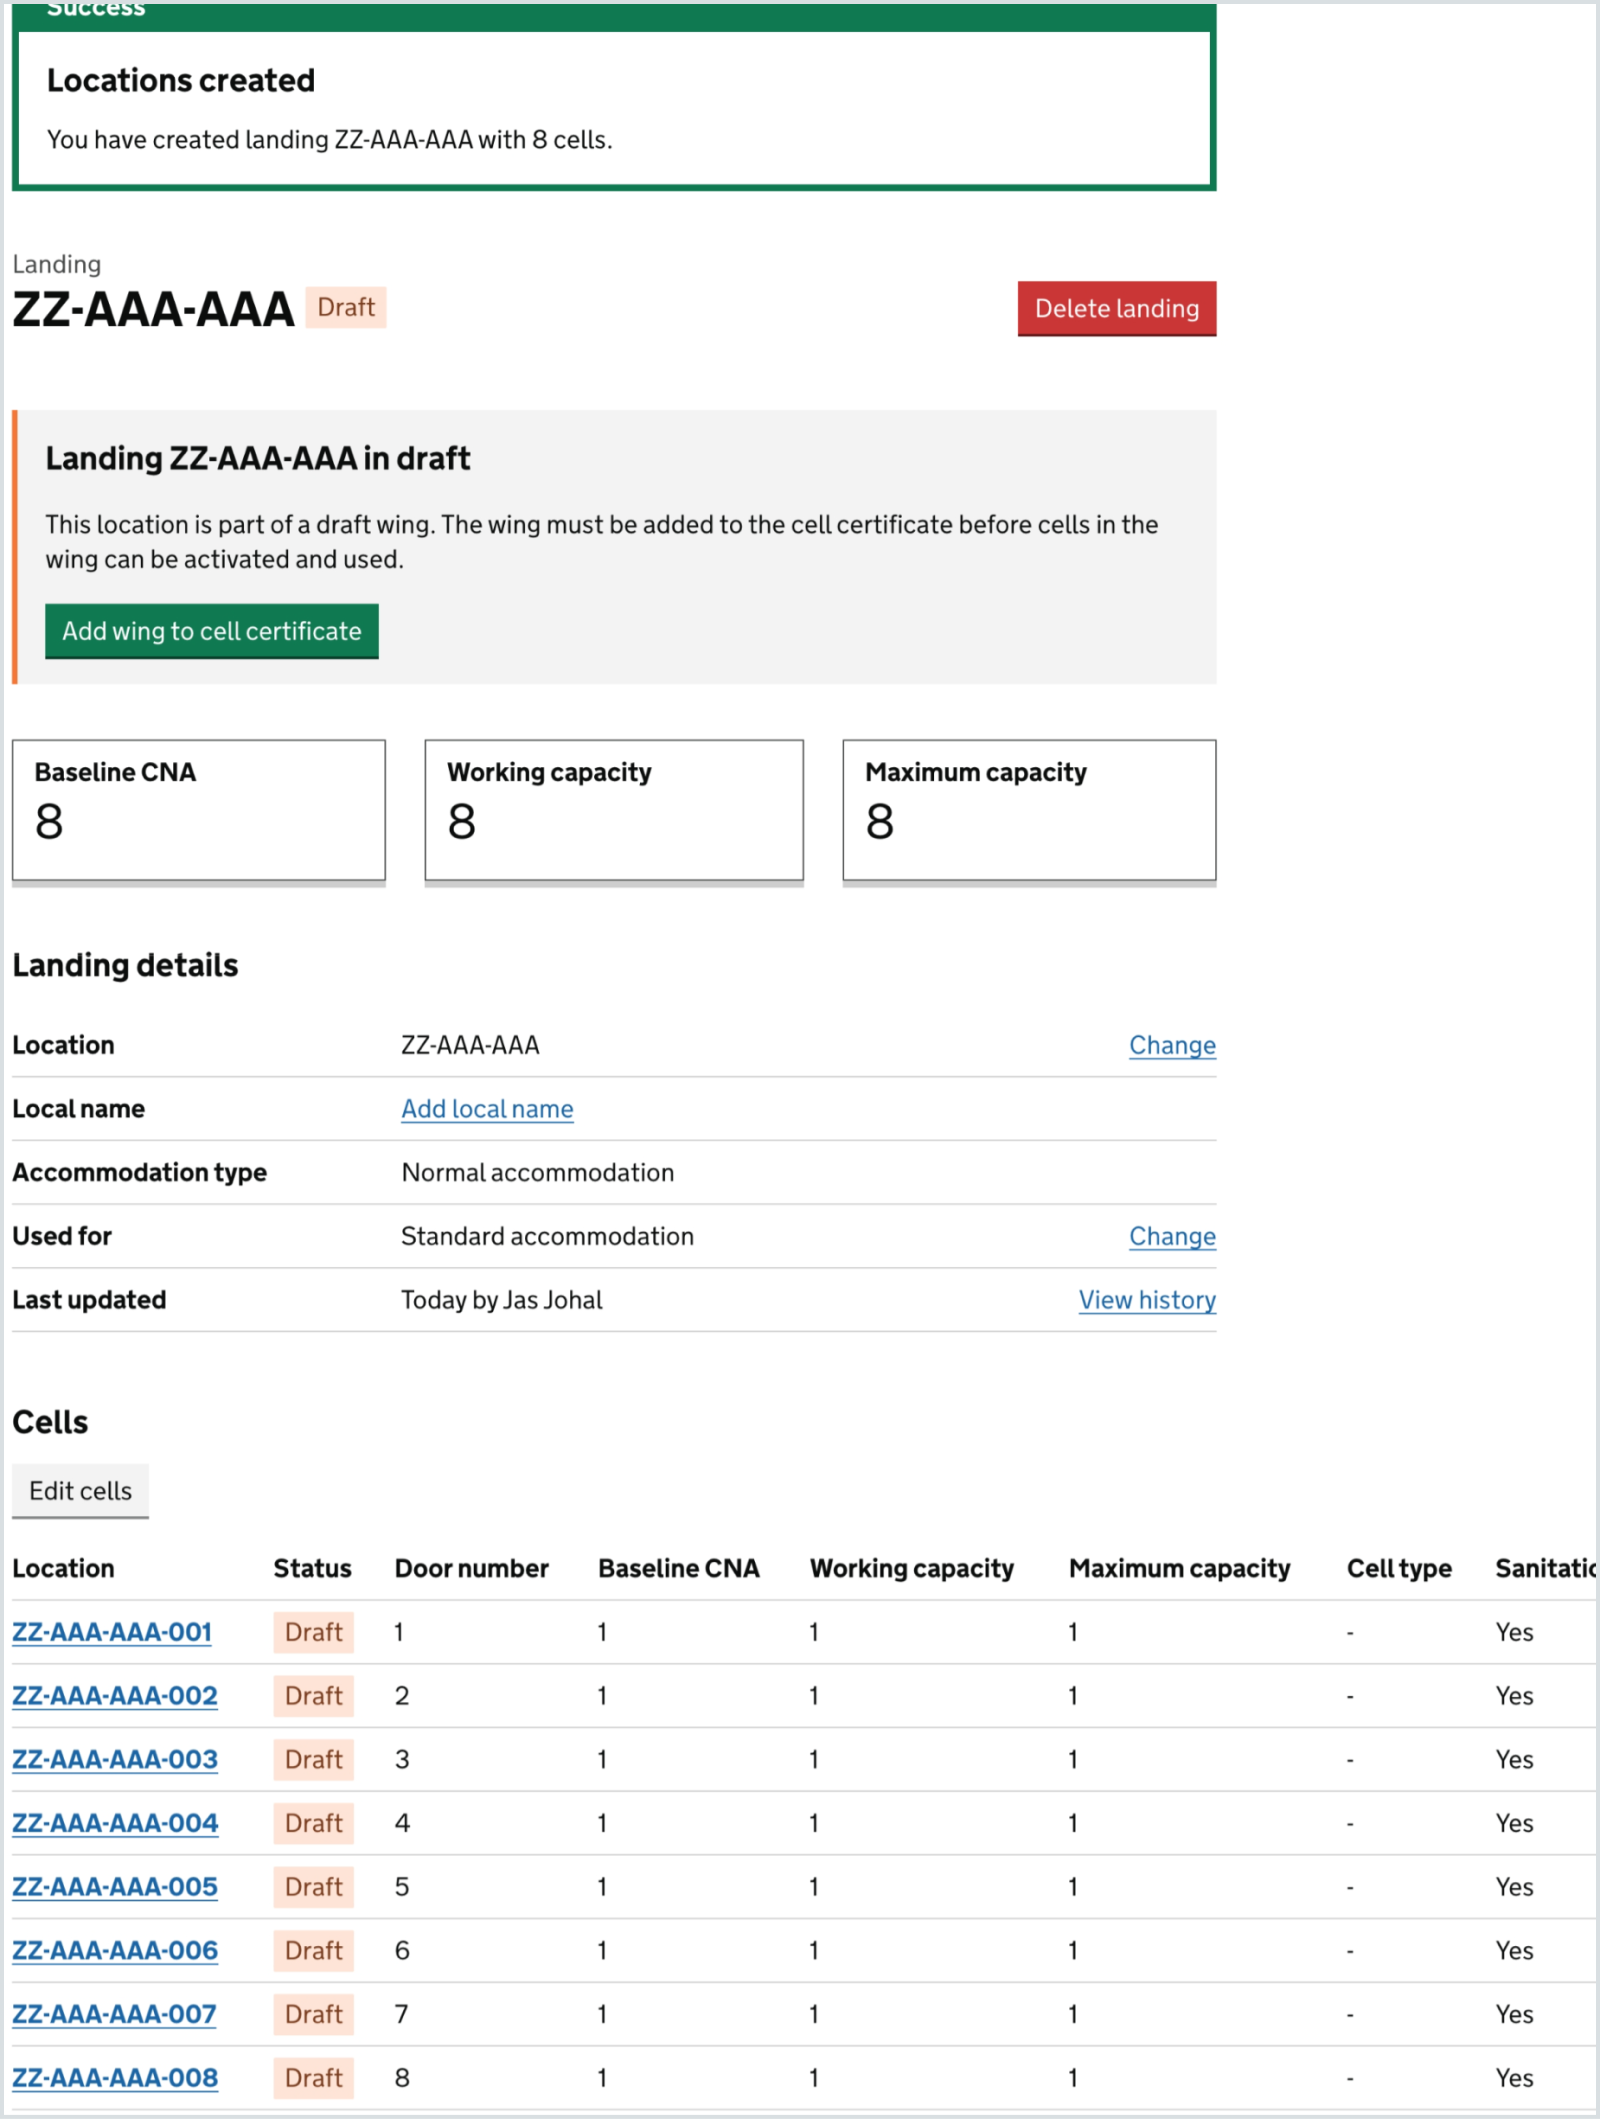 Success
Locations created
You have created landing ZZ-AAA-AAA with 8 cells.
Landing
ZZ-AAA-AAA Draft
Delete landing
Landing ZZ-AAA-AAA in draft
This location is part of a draft wing. The wing must be added to the cell certificate before cells in the
wing can be activated and used.
Add wing to cell certificate
Baseline CNA Working capacity Maximum capacity
8 8 8
Landing details
Location ZZ-AAA-AAA Change
Local name Add local name
Accommodation type Normal accommodation
Used for Standard accommodation Change
Last updated Today by Jas Johal View history
Cells
Edit cells
Location Status Door number Baseline CNA Working capacity Maximum capacity Cell type Sanitatio
ZZ-AAA-AAA-001 Draft 1 1 1 1 - Yes
ZZ-AAA-AAA-002 Draft 2 1 1 1 - Yes
ZZ-AAA-AAA-003 Draft 3 1 1 1 - Yes
ZZ-AAA-AAA-004 Draft 4 1 1 1 - Yes
ZZ-AAA-AAA-005 Draft 5 1 1 1 - Yes
ZZ-AAA-AAA-006 Draft 6 1 1 1 - Yes
ZZ-AAA-AAA-007 Draft 7 1 1 1 - Yes
ZZ-AAA-AAA-008 Draft 8 1 1 1 - Yes